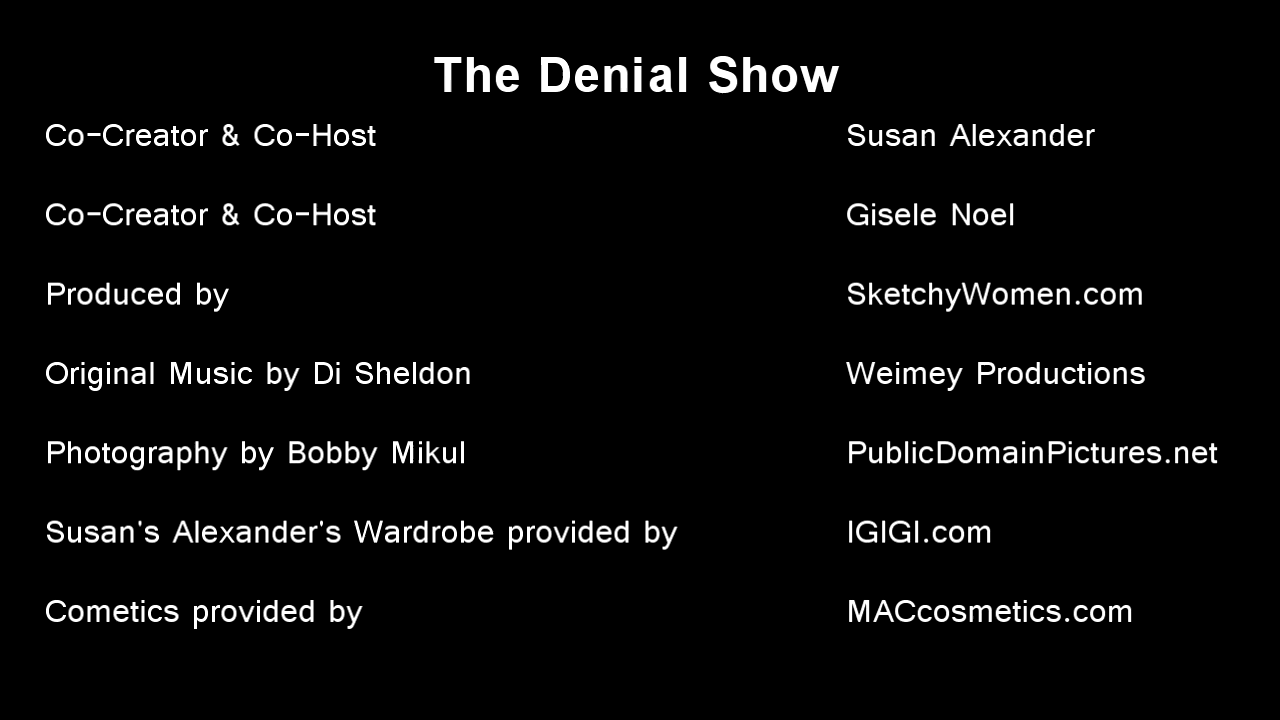 The Denial Show
Co-Creator & Co-Host Susan Alexander
Co-Creator & Co-Host Gisele Noel
Produced by SketchyWomen.com
Original Music by Di Sheldon Weimey Productions
Photography by Bobby Mikul PublicDomainPictures.net
Susan's Alexander's Wardrobe provided by IGIGI.com
Cometics provided by MACcosmetics.com